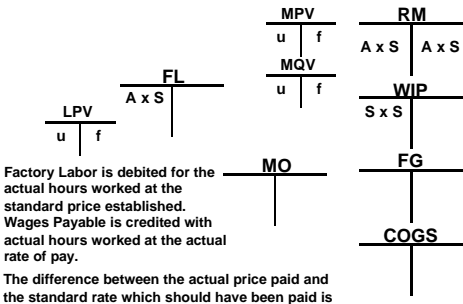 MPV
u f
RM
A x S A x S
MQV
u f
FL
A x S
WIP
S x S
LPV
u f
Factory Labor is debited for the
actual hours worked at the
standard price established.
Wages Payable is credited with
actual hours worked at the actual
rate of pay.
MO
FG
COGS
The difference between the actual price paid and
the standard rate which should have been paid is